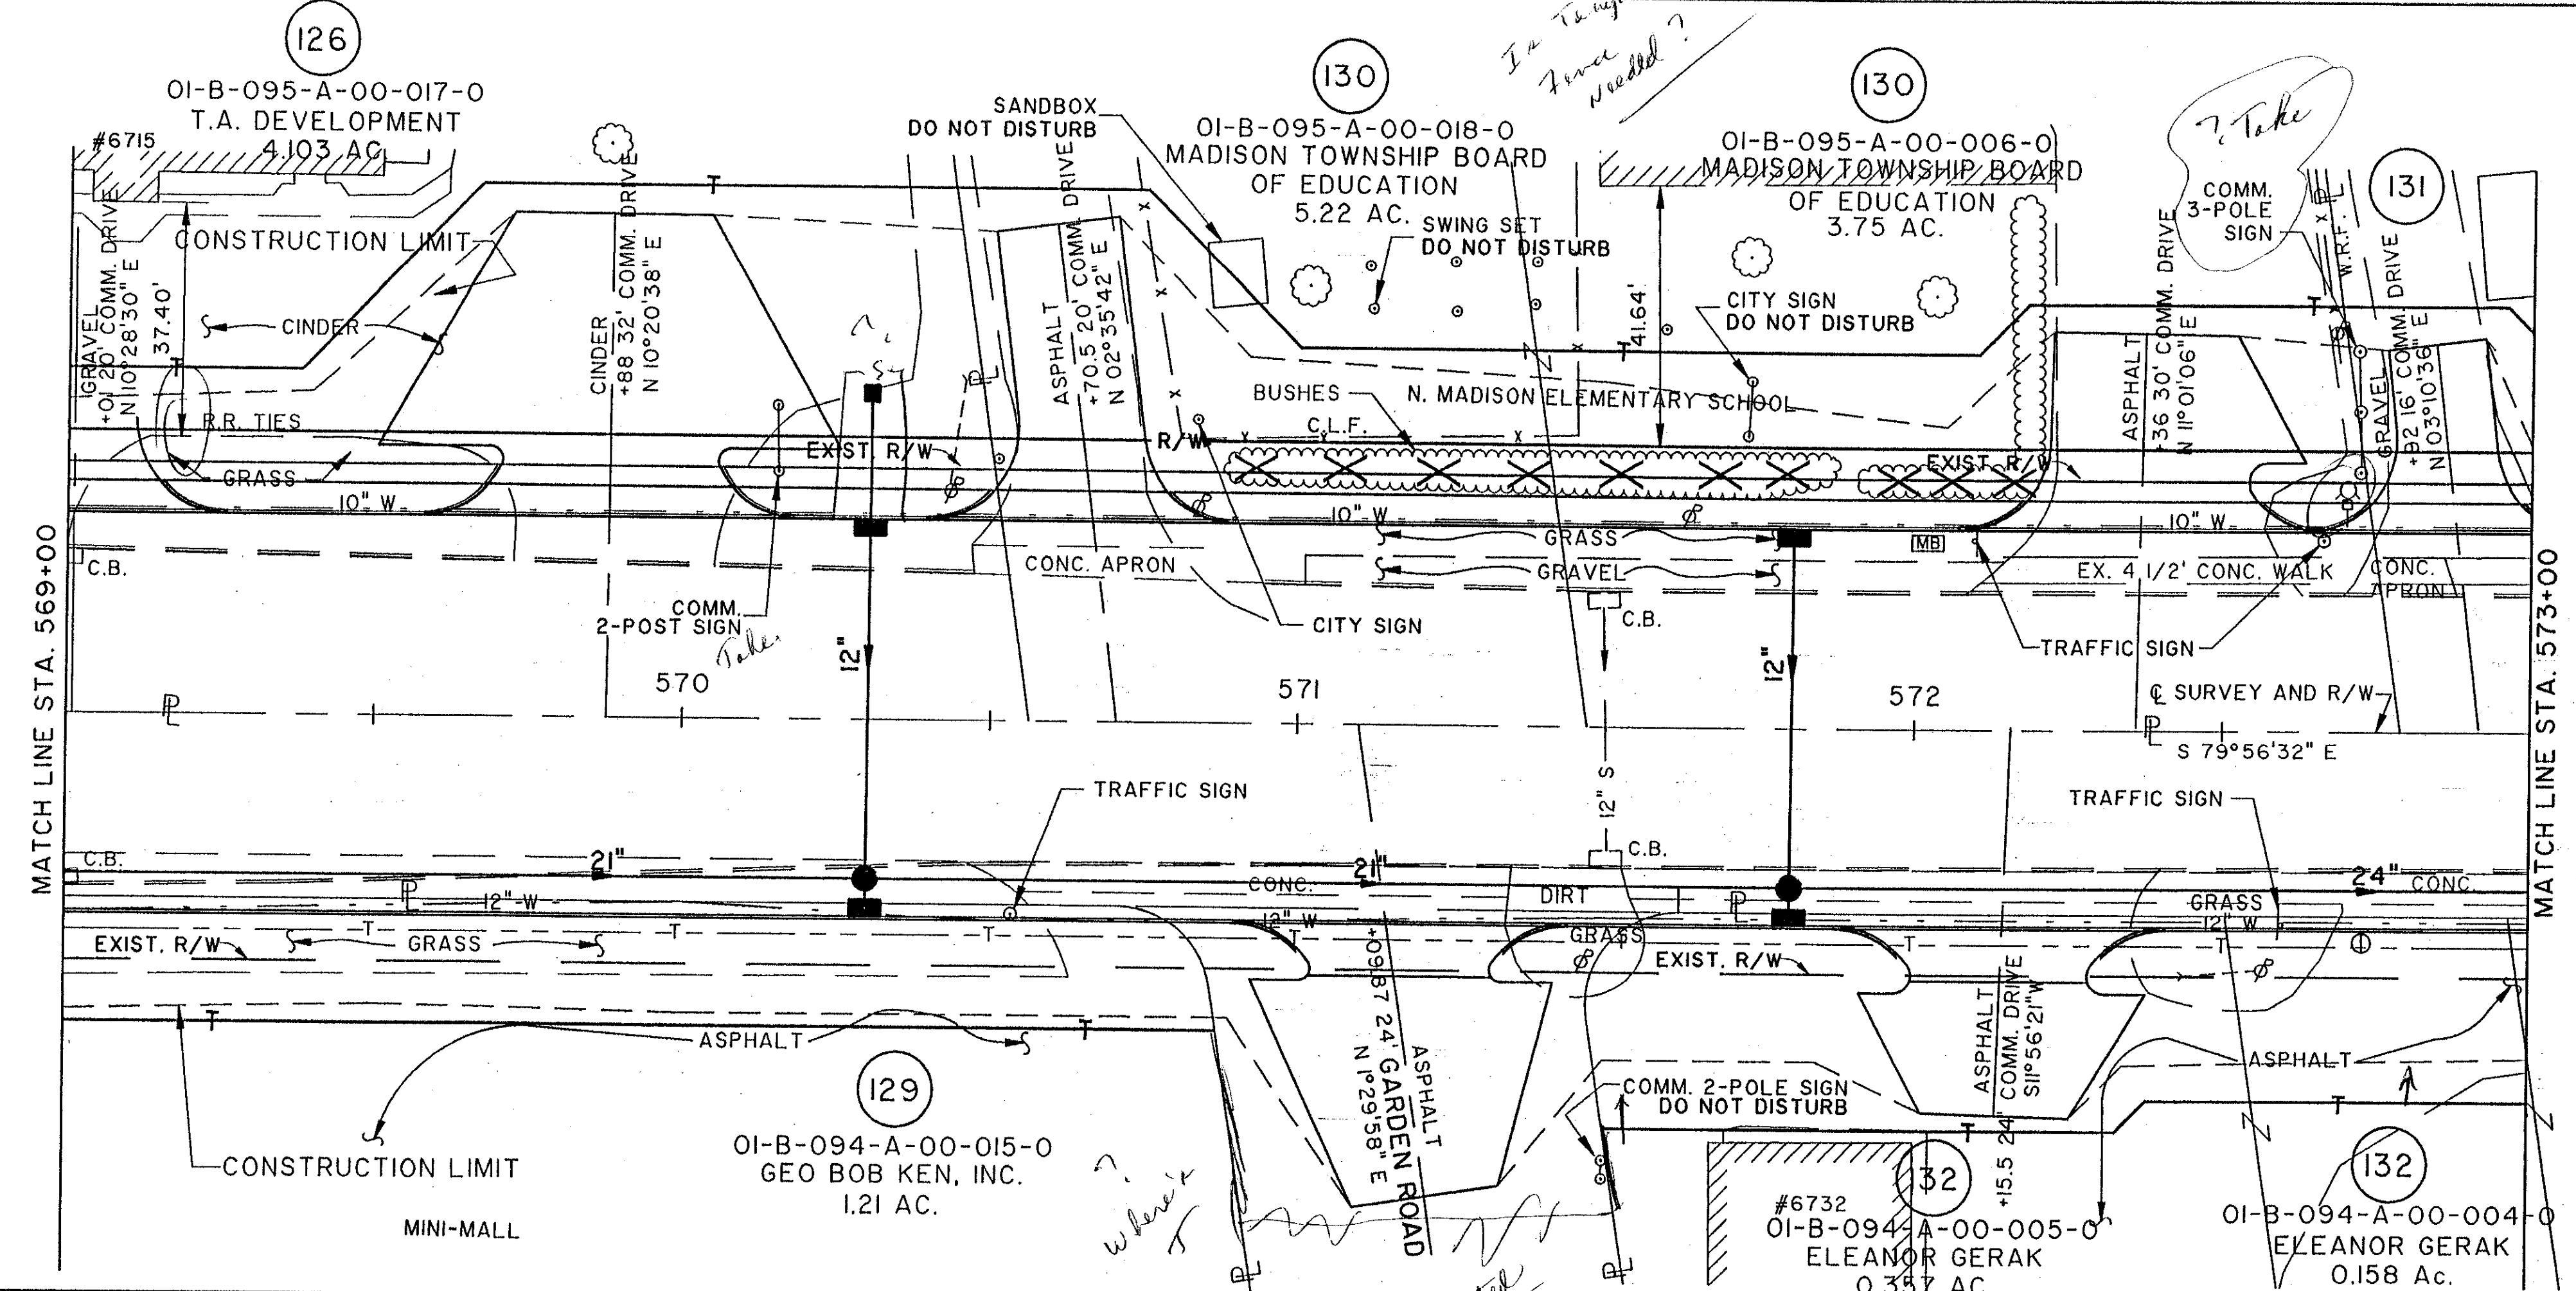 126
01-B-095-A-00-017-0
T.A. DEVELOPMENT
4.103 AC
#6715
CONSTRUCTION LIMIT
GRAVEL
+01 20' COMM. DRIVE
N 10°28'30" E
37.40'
CINDER
R.R. TIES
GRASS
10" W
C.B.
CINDER
+88 32' COMM. DRIVE
N 10°20'38" E
T
T
?
EXIST. R/W
SANDBOX
DO NOT DISTURB
ASPHALT
+70.5 20' COMM. DRIVE
N 02°35'42" E
130
01-B-095-A-00-018-0
MADISON TOWNSHIP BOARD
OF EDUCATION
5.22 AC.
SWING SET
DO NOT DISTURB
Fence
Needed ?
130
01-B-095-A-00-006-0
MADISON TOWNSHIP BOARD
OF EDUCATION
3.75 AC.
41.64'
T
CITY SIGN
DO NOT DISTURB
BUSHES
N. MADISON ELEMENTARY SCHOOL
R/W
C.L.F.
EXIST. R/W
? Take
COMM.
3-POLE
SIGN
131
W.R.F.
ASPHALT
+36 30' COMM. DRIVE
N 11°01'06" E
T
GRAVEL
+92 16' COMM. DRIVE
N 03°10'36" E
10" W
10" W
GRASS
MB
CONC. APRON
GRAVEL
EX. 4 1/2' CONC. WALK
CONC.
APRON
COMM.
2-POST SIGN
Take
12"
CITY SIGN
C.B.
12"
TRAFFIC SIGN
MATCH LINE STA. 569+00
570
571
572
℄ SURVEY AND R/W
S 79°56'32" E
MATCH LINE STA. 573+00
TRAFFIC SIGN
12" S
TRAFFIC SIGN
C.B.
21"
21"
C.B.
24"
CONC.
CONC.
DIRT
GRASS
12" W
12" W
12" W
EXIST. R/W
GRASS
GRASS
EXIST. R/W
T
T
ASPHALT
+09.87 24' GARDEN ROAD
N 1°29'58" E
ASPHALT
ASPHALT
+15.5 24' COMM. DRIVE
S11°56'21"W
ASPHALT
COMM. 2-POLE SIGN
DO NOT DISTURB
T
T
129
01-B-094-A-00-015-0
GEO BOB KEN, INC.
1.21 AC.
CONSTRUCTION LIMIT
MINI-MALL
?
where's
T
132
#6732
01-B-094-A-00-005-0
ELEANOR GERAK
0.357 AC
132
01-B-094-A-00-004-0
ELEANOR GERAK
0.158 Ac.